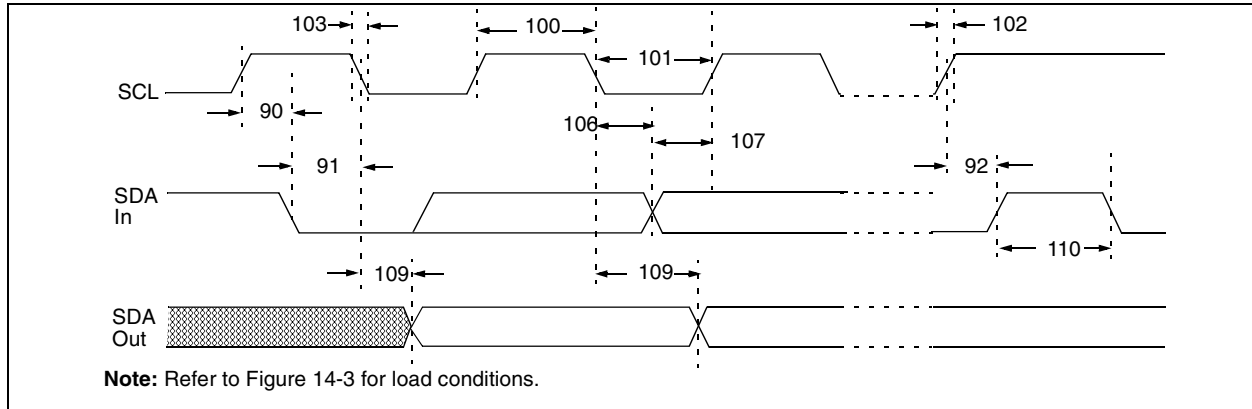 103
100
102
101
SCL
90
106
107
91
92
SDA
In
110
109
109
SDA
Out
Note: Refer to Figure 14-3 for load conditions.